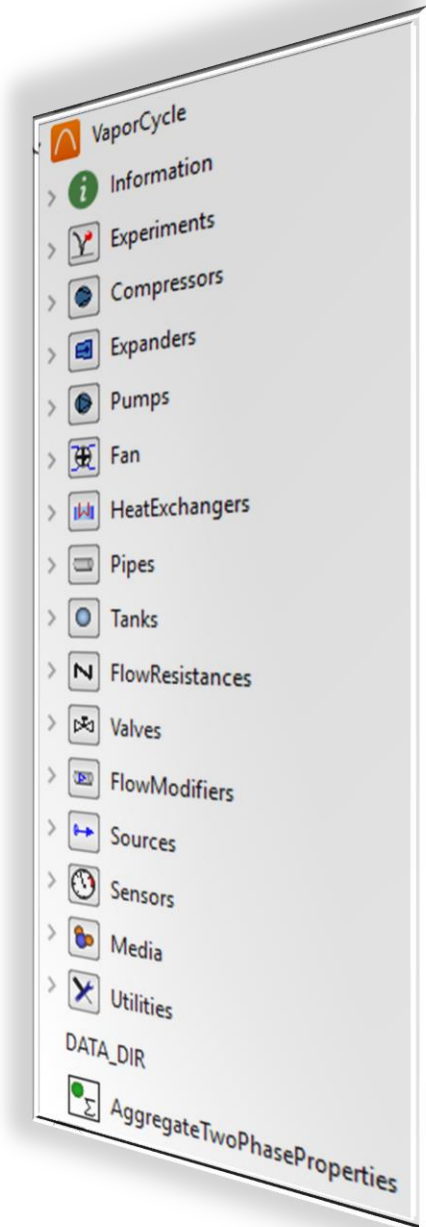 VaporCycle
Information
Experiments
Compressors
Expanders
Pumps
Fan
HeatExchangers
Pipes
Tanks
FlowResistances
Valves
FlowModifiers
Sources
Sensors
Media
Utilities
DATA_DIR
AggregateTwoPhaseProperties